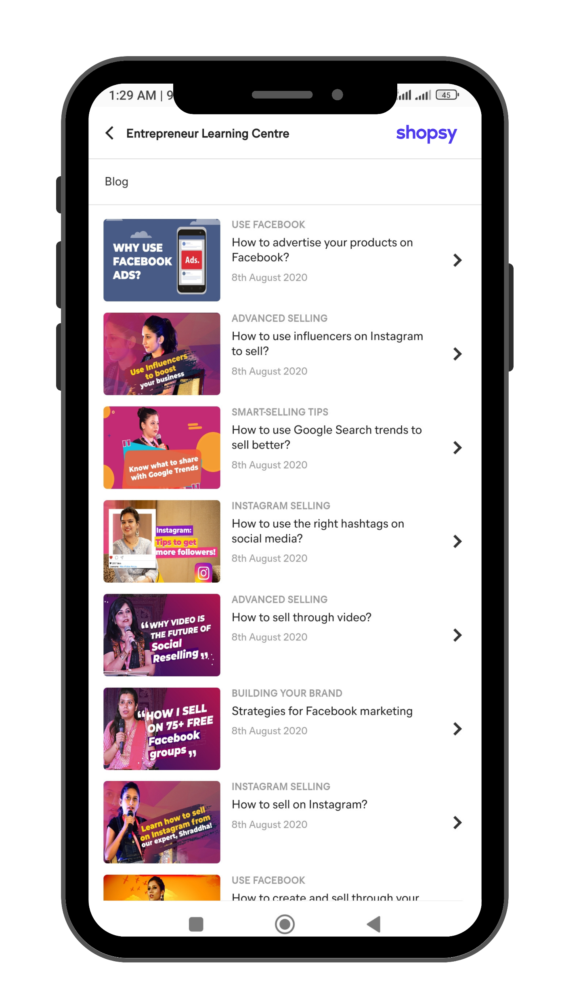 1:29 AM | 9
45
Entrepreneur Learning Centre
shopsy
Blog
WHY USE
FACEBOOK
ADS?
Ads.
USE FACEBOOK
How to advertise your products on
Facebook?
8th August 2020
Use Influencers
to boost
your business
ADVANCED SELLING
How to use influencers on Instagram
to sell?
8th August 2020
Know what to share
with Google Trends
SMART-SELLING TIPS
How to use Google Search trends to
sell better?
8th August 2020
Instagram:
Tips to get
more followers!
2017 likes
Username
INSTAGRAM SELLING
How to use the right hashtags on
social media?
8th August 2020
“WHY VIDEO IS
THE FUTURE OF
Social
Reselling”
ADVANCED SELLING
How to sell through video?
8th August 2020
“HOW I SELL
ON 75+ FREE
Facebook
groups”
BUILDING YOUR BRAND
Strategies for Facebook marketing
8th August 2020
Learn how to sell
on Instagram from
our expert, Shraddha!
INSTAGRAM SELLING
How to sell on Instagram?
8th August 2020
USE FACEBOOK
How to create and sell through your